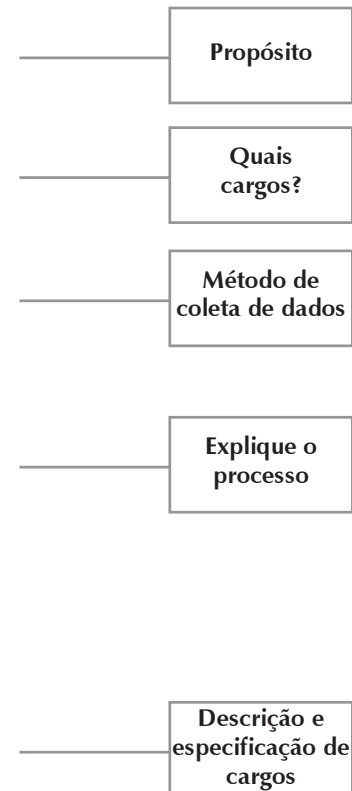 Propósito
Quais
cargos?
Método de
coleta de dados
Explique o
processo
Descrição e
especificação de
cargos